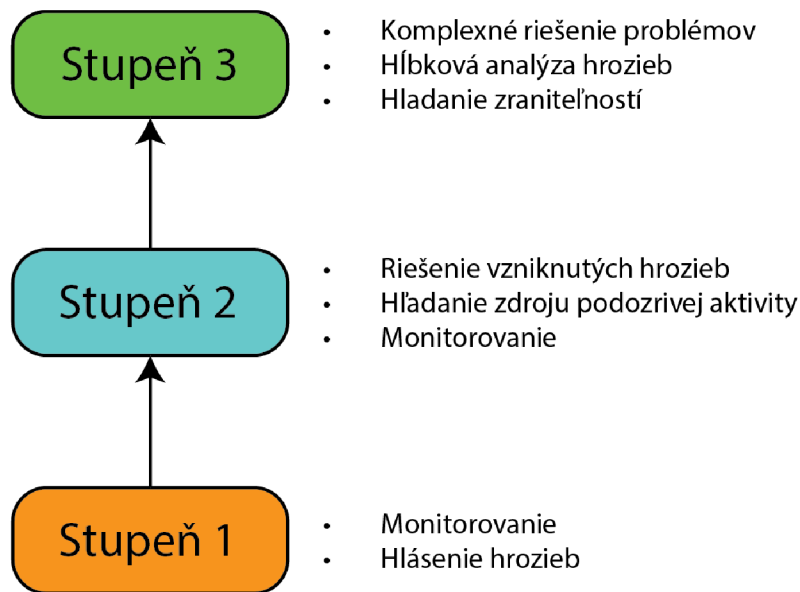 Stupeň 3
• Komplexné riešenie problémov
• Hĺbková analýza hrozieb
• Hladanie zraniteľností
Stupeň 2
• Riešenie vzniknutých hrozieb
• Hľadanie zdroju podozrivej aktivity
• Monitorovanie
Stupeň 1
• Monitorovanie
• Hlásenie hrozieb